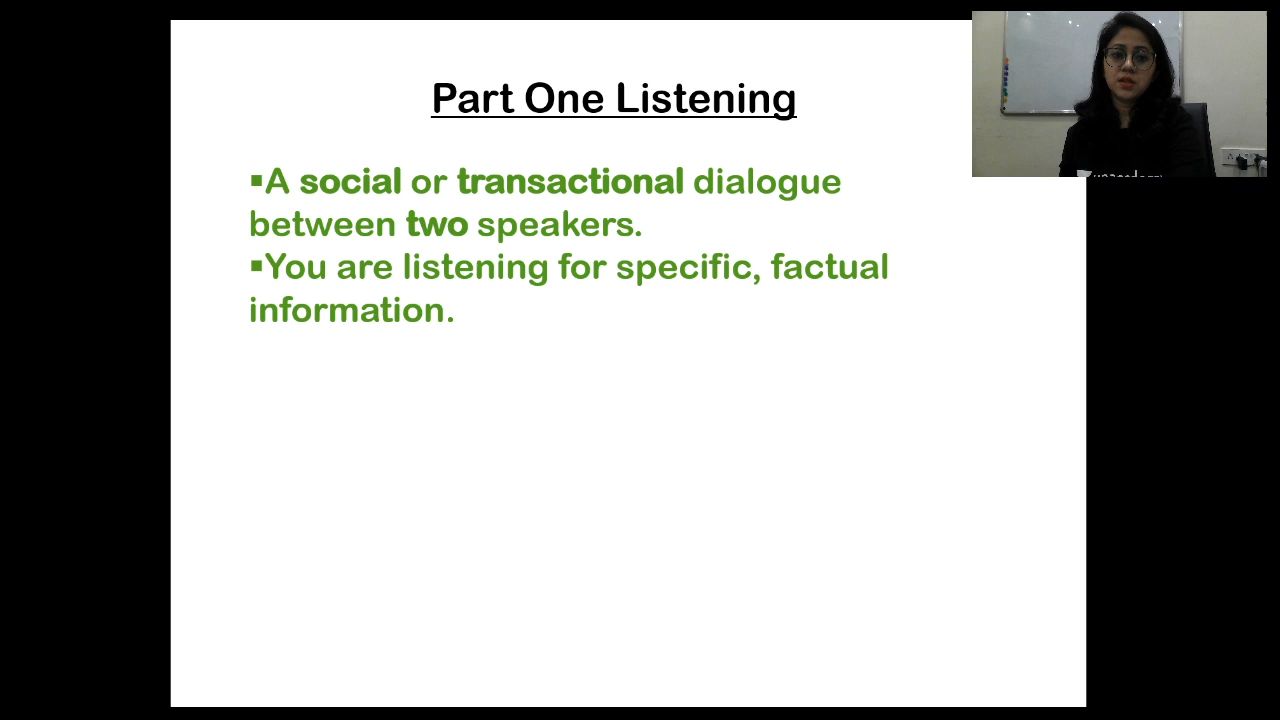 Part One Listening
▪A social or transactional dialogue
between two speakers.
▪You are listening for specific, factual
information.